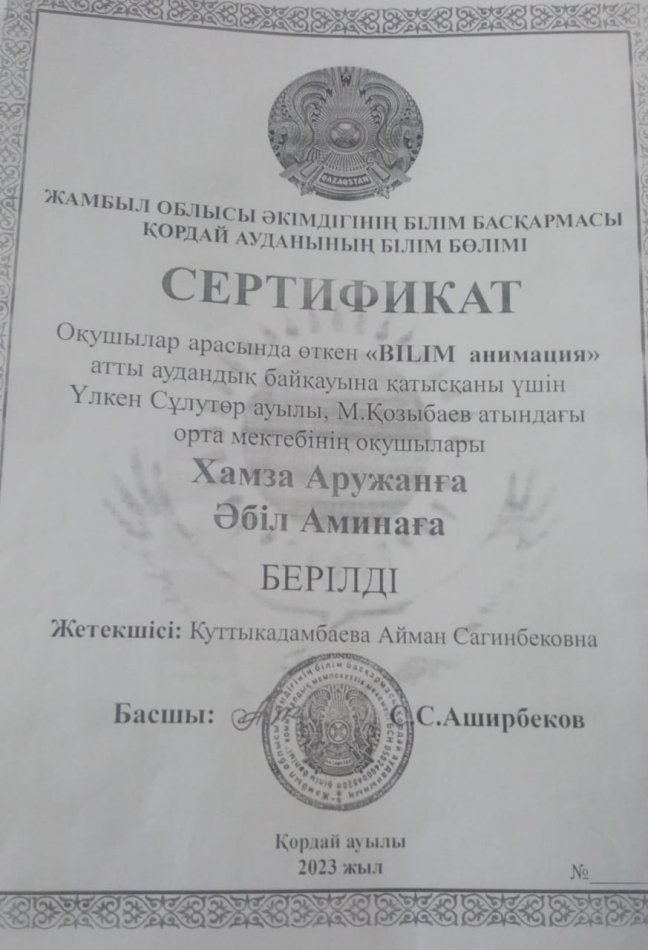 QAZAQSTAN
ЖАМБЫЛ ОБЛЫСЫ ӘКІМДІГІНІҢ БІЛІМ БАСҚАРМАСЫ
ҚОРДАЙ АУДАНЫНЫҢ БІЛІМ БӨЛІМІ
СЕРТИФИКАТ
Оқушылар арасында өткен «BILIM анимация»
атты аудандық байқауына қатысқаны үшін
Үлкен Сұлутөр ауылы, М.Қозыбаев атындағы
орта мектебінің оқушылары
Хамза Аружанға
Әбіл Аминаға
БЕРІЛДІ
Жетекшісі: Куттыкадамбаева Айман Сагинбековна
Басшы: С.С.Аширбеков
Қордай ауылы
2023 жыл
№